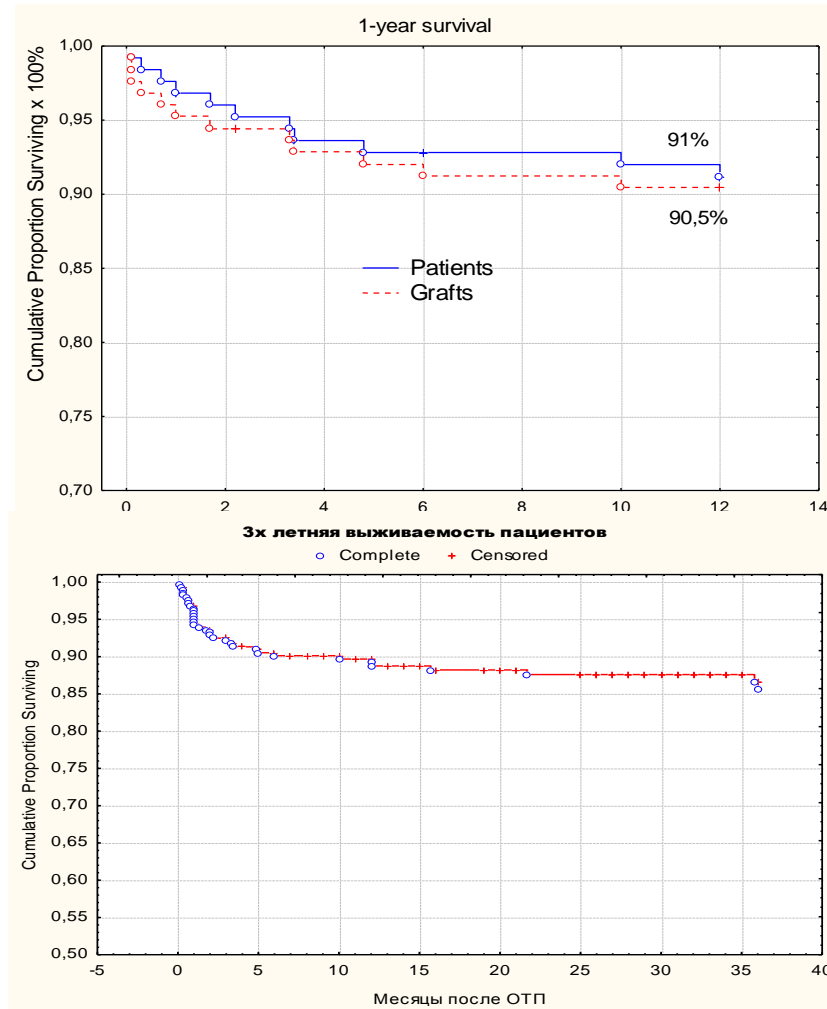 1-year survival
Cumulative Proportion Surviving x 100%
1,00
0,95
0,90
0,85
0,80
0,75
0,70
91%
90,5%
Patients
Grafts
0 2 4 6 8 10 12 14
3х летняя выживаемость пациентов
Complete Censored
Cumulative Proportion Surviving
1,00
0,95
0,90
0,85
0,80
0,75
0,70
0,65
0,60
0,55
0,50
-5 0 5 10 15 20 25 30 35 40
Месяцы после ОТП